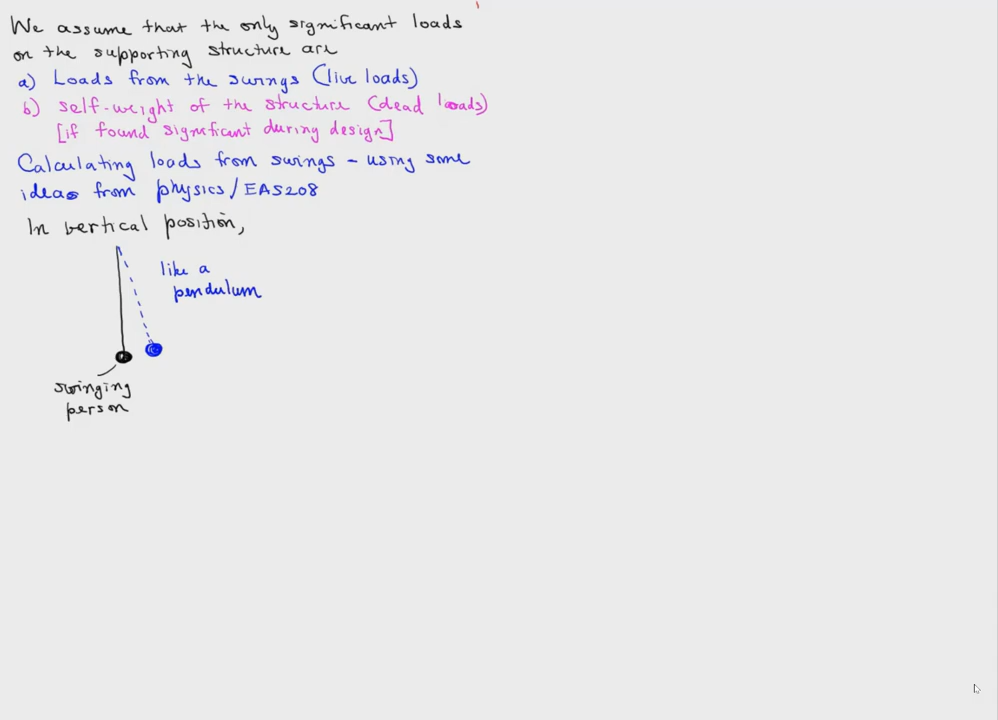 We assume that the only significant loads
on the supporting structure are
a) Loads from the swings (live loads)
b) self-weight of the structure (dead loads)
[if found significant during design]
Calculating loads from swings - using some
ideas from physics/EAS208
In vertical position,
like a
pendulum
swinging
person